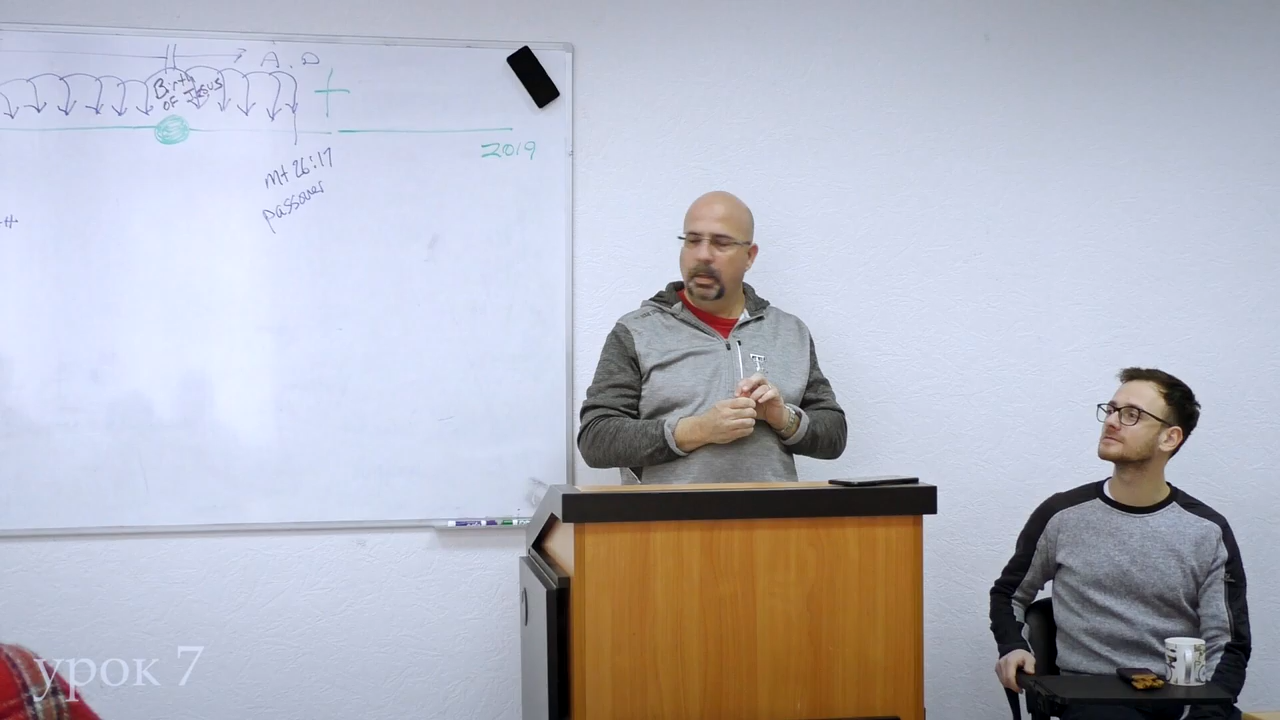 A.D
Birth
OF Jesus
2019
Mt 26:17
passover
урок 7